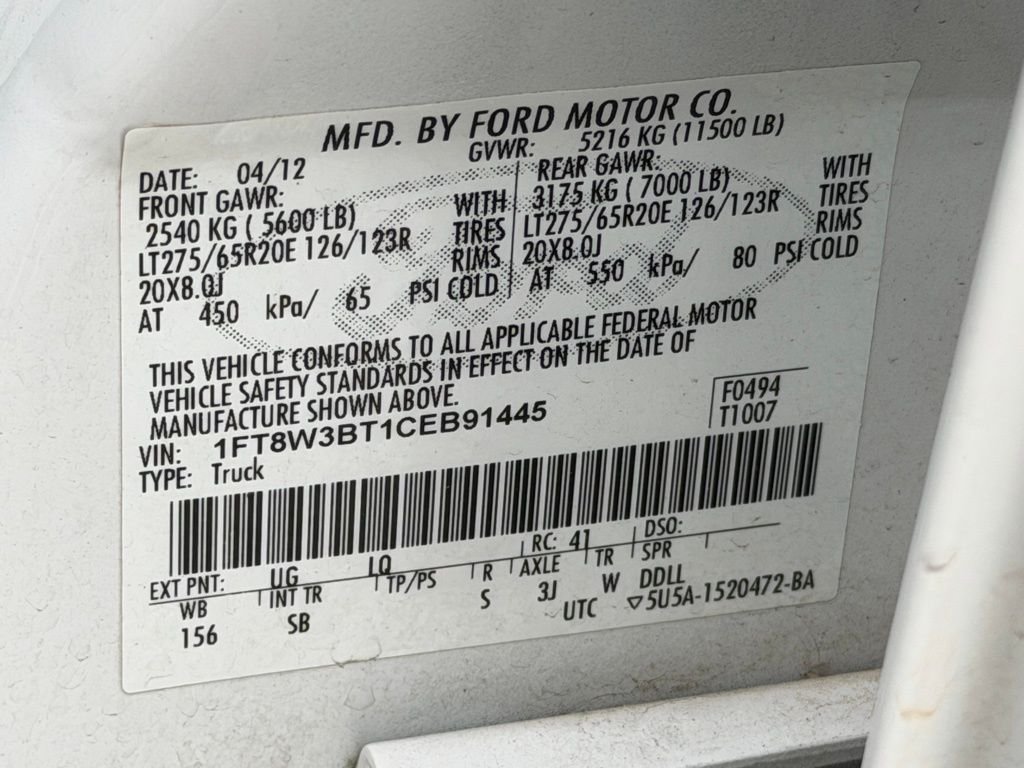 MFD. BY FORD MOTOR CO.
DATE: 04/12 GVWR: 5216 KG (11500 LB)
FRONT GAWR: REAR GAWR:
2540 KG ( 5600 LB) WITH 3175 KG ( 7000 LB) WITH
LT275/65R20E 126/123R TIRES LT275/65R20E 126/123R TIRES
20X8.0J RIMS 20X8.0J RIMS
AT 450 kPa/ 65 PSI COLD AT 550 kPa/ 80 PSI COLD
THIS VEHICLE CONFORMS TO ALL APPLICABLE FEDERAL MOTOR
VEHICLE SAFETY STANDARDS IN EFFECT ON THE DATE OF
MANUFACTURE SHOWN ABOVE.
VIN: 1FT8W3BT1CEB91445
TYPE: Truck
F0494
T1007
EXT PNT: UG LQ RC: 41 DSO:
WB INT TR TP/PS R AXLE TR SPR
156 SB S 3J W DDLL
UTC ▽5U5A-1520472-BA